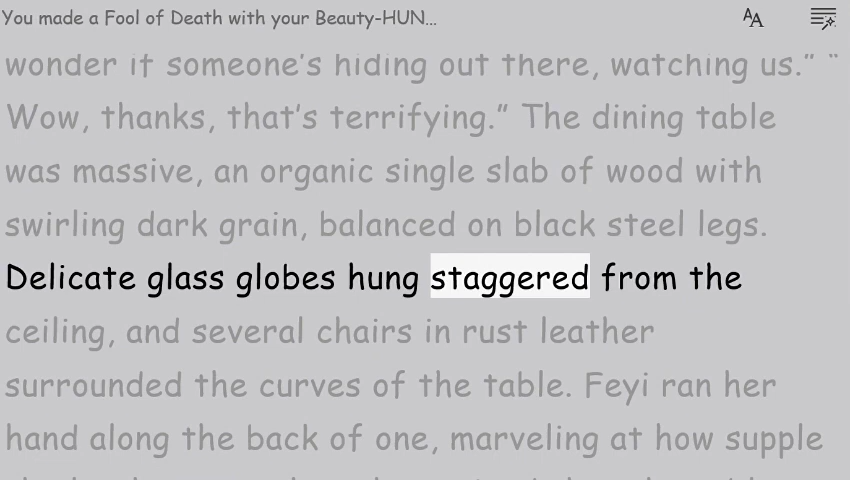 You made a Fool of Death with your Beauty-HUN...
AA
wonder if someone's hiding out there, watching us.” “
Wow, thanks, that’s terrifying.” The dining table
was massive, an organic single slab of wood with
swirling dark grain, balanced on black steel legs.
Delicate glass globes hung staggered from the
ceiling, and several chairs in rust leather
surrounded the curves of the table. Feyi ran her
hand along the back of one, marveling at how supple